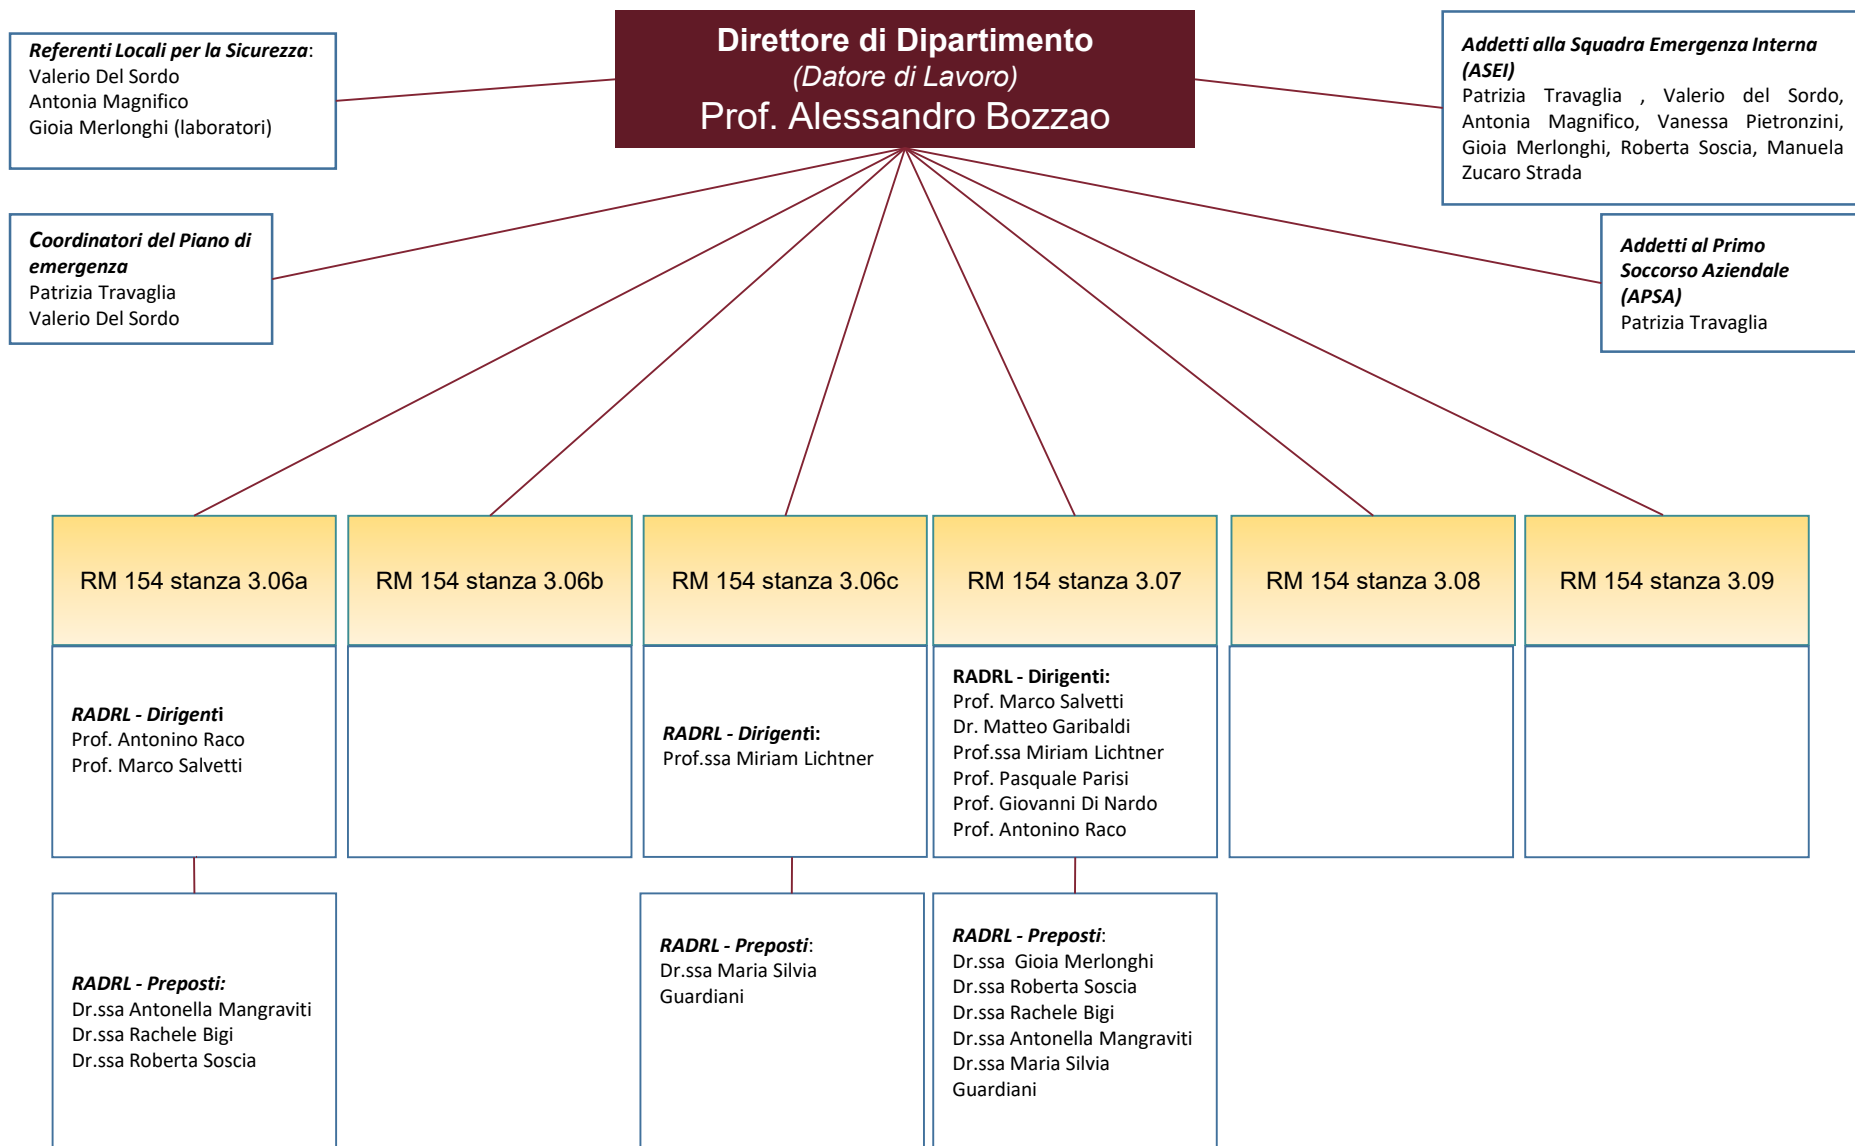 Direttore di Dipartimento
(Datore di Lavoro)
Prof. Alessandro Bozzao
Referenti Locali per la Sicurezza:
Valerio Del Sordo
Antonia Magnifico
Gioia Merlonghi (laboratori)
Addetti alla Squadra Emergenza Interna
(ASEI)
Patrizia Travaglia , Valerio del Sordo,
Antonia Magnifico, Vanessa Pietronzini,
Gioia Merlonghi, Roberta Soscia, Manuela
Zucaro Strada
Coordinatori del Piano di
emergenza
Patrizia Travaglia
Valerio Del Sordo
Addetti al Primo
Soccorso Aziendale
(APSA)
Patrizia Travaglia
RM 154 stanza 3.06a
RM 154 stanza 3.06b
RM 154 stanza 3.06c
RM 154 stanza 3.07
RM 154 stanza 3.08
RM 154 stanza 3.09
RADRL - Dirigenti
Prof. Antonino Raco
Prof. Marco Salvetti
RADRL - Dirigenti:
Prof.ssa Miriam Lichtner
RADRL - Dirigenti:
Prof. Marco Salvetti
Dr. Matteo Garibaldi
Prof.ssa Miriam Lichtner
Prof. Pasquale Parisi
Prof. Giovanni Di Nardo
Prof. Antonino Raco
RADRL - Preposti:
Dr.ssa Antonella Mangraviti
Dr.ssa Rachele Bigi
Dr.ssa Roberta Soscia
RADRL - Preposti:
Dr.ssa Maria Silvia
Guardiani
RADRL - Preposti:
Dr.ssa Gioia Merlonghi
Dr.ssa Roberta Soscia
Dr.ssa Rachele Bigi
Dr.ssa Antonella Mangraviti
Dr.ssa Maria Silvia
Guardiani